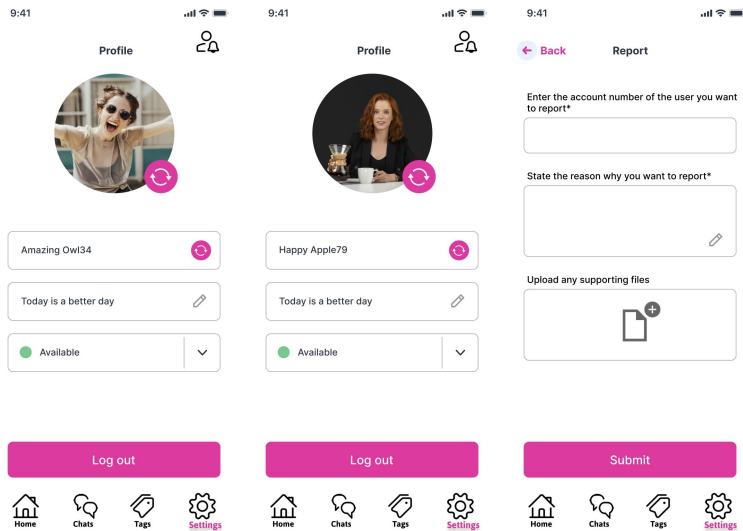 9:41
Profile
Amazing Owl34
Today is a better day
Available
Log out
Home
Chats
Tags
Settings
9:41
Profile
Happy Apple79
Today is a better day
Available
Log out
Home
Chats
Tags
Settings
9:41
Back
Report
Enter the account number of the user you want
to report*
State the reason why you want to report*
Upload any supporting files
Submit
Home
Chats
Tags
Settings